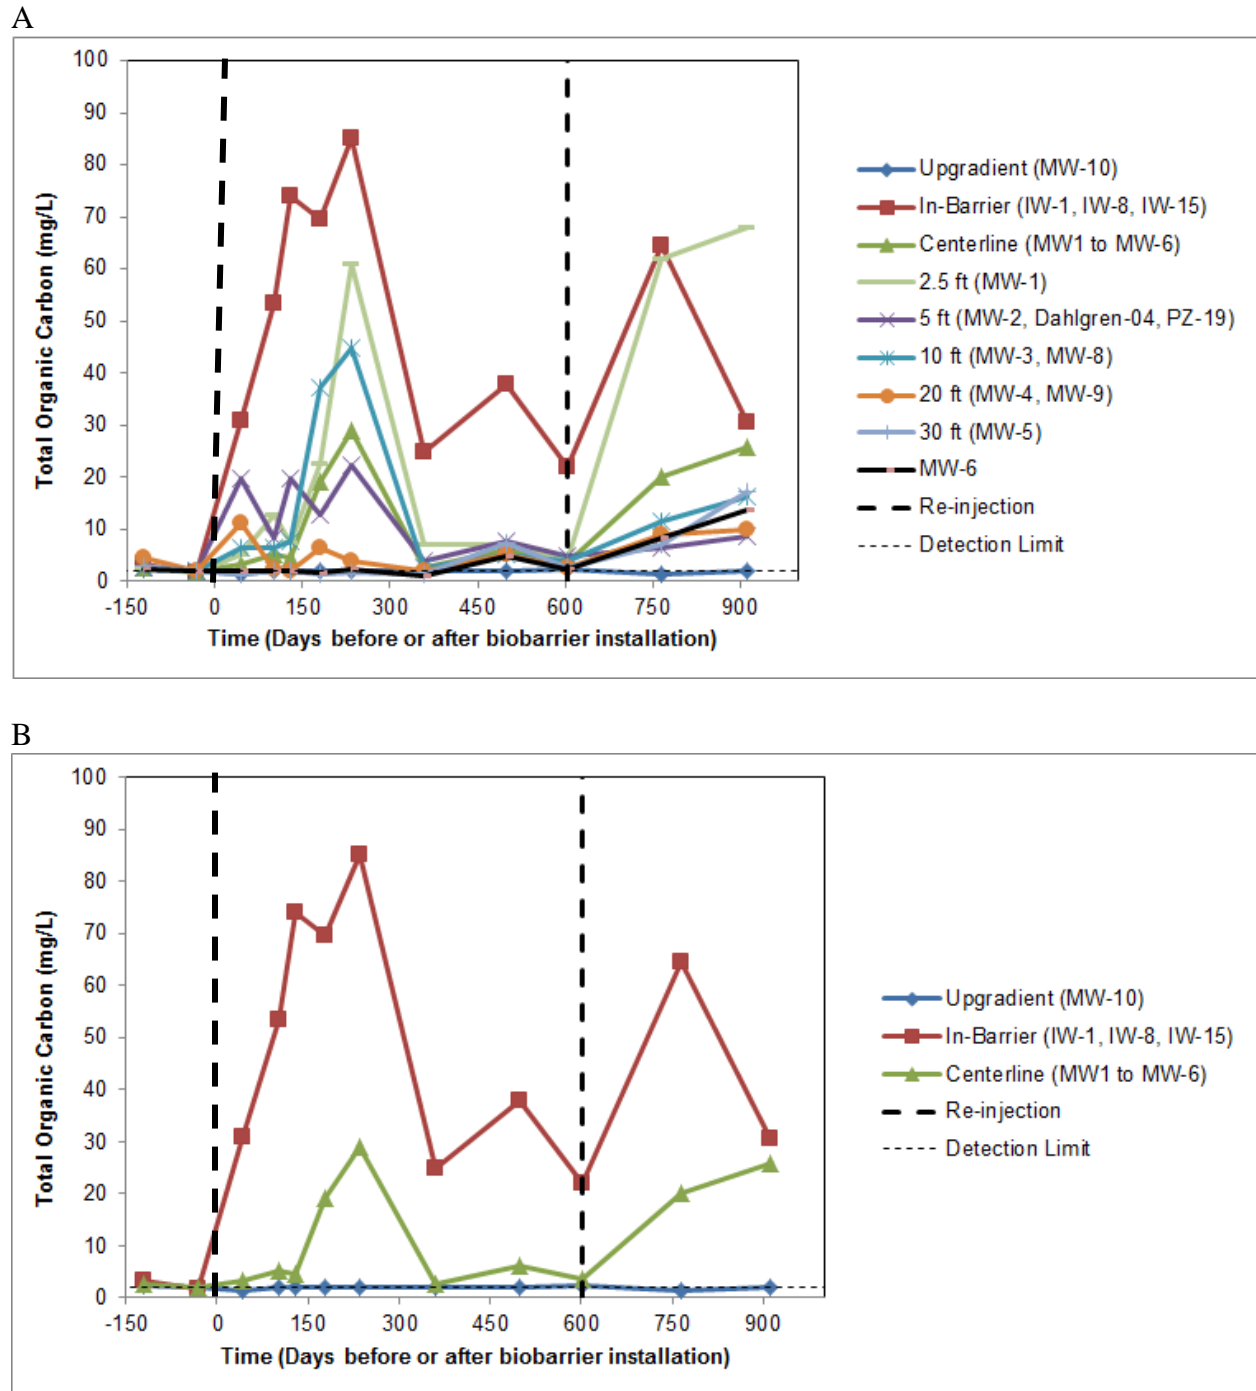 A
100
90
80
70
60
50
40
30
20
10
0
Total Organic Carbon (mg/L)
-150 0 150 300 450 600 750 900
Time (Days before or after biobarrier installation)
Upgradient (MW-10)
In-Barrier (IW-1, IW-8, IW-15)
Centerline (MW1 to MW-6)
2.5 ft (MW-1)
5 ft (MW-2, Dahlgren-04, PZ-19)
10 ft (MW-3, MW-8)
20 ft (MW-4, MW-9)
30 ft (MW-5)
MW-6
Re-injection
Detection Limit
B
100
90
80
70
60
50
40
30
20
10
0
Total Organic Carbon (mg/L)
-150 0 150 300 450 600 750 900
Time (Days before or after biobarrier installation)
Upgradient (MW-10)
In-Barrier (IW-1, IW-8, IW-15)
Centerline (MW1 to MW-6)
Re-injection
Detection Limit